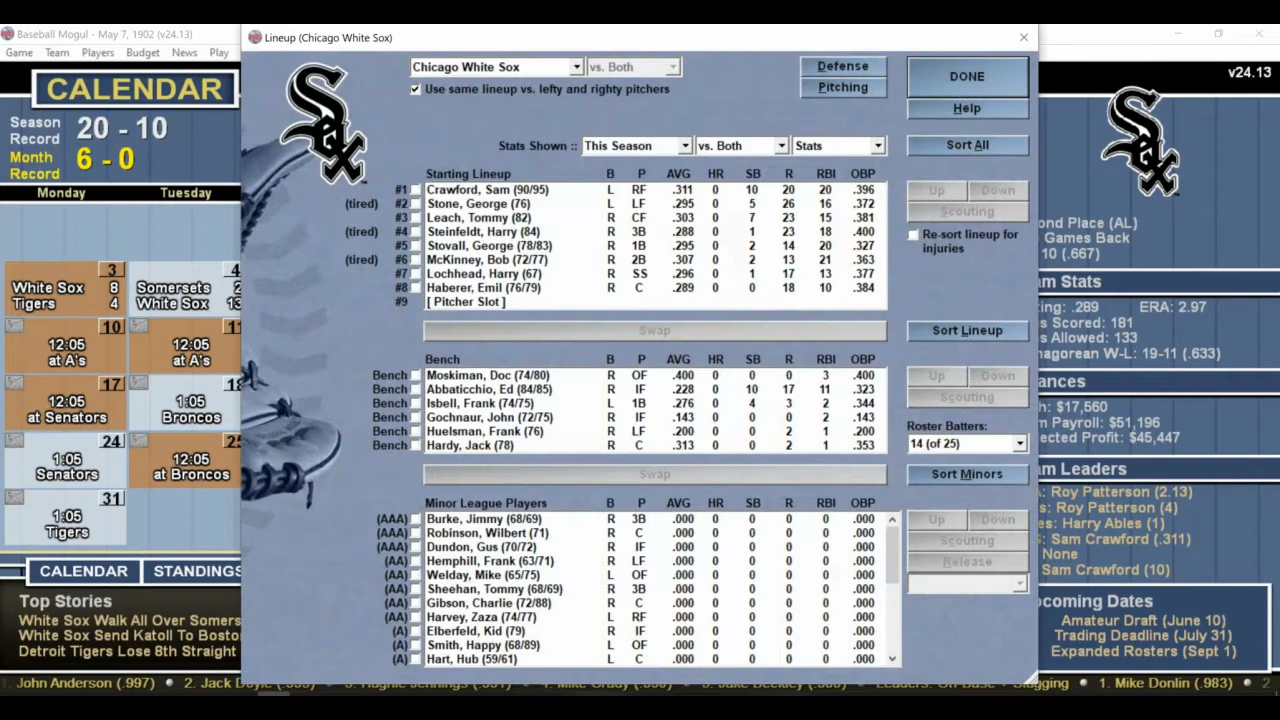 Baseball Mogul - May 7, 1902 (v24.13)
Game Team Players Budget News Play
CALENDAR
Season Record 20 - 10
Month Record 6 - 0
Monday Tuesday
3 White Sox 8 Tigers 4
4 Somersets White Sox
10 12:05 at A's
12:05 at A's
17 12:05 at Senators
1:05 Broncos
24 1:05 Senators
12:05 at Broncos
31 1:05 Tigers
CALENDAR STANDINGS
Top Stories
White Sox Walk All Over Somers
White Sox Send Katoll To Bosto
Detroit Tigers Lose 8th Straight
Lineup (Chicago White Sox)
Sox
Chicago White Sox vs. Both
Use same lineup vs. lefty and righty pitchers
Defense
Pitching
DONE
Help
Stats Shown :: This Season vs. Both Stats
Sort All
Starting Lineup B P AVG HR SB R RBI OBP
#1 Crawford, Sam (90/95) L RF .311 0 10 20 20 .396
(tired) #2 Stone, George (76) L LF .295 0 5 26 16 .372
#3 Leach, Tommy (82) R CF .303 0 7 23 15 .381
(tired) #4 Steinfeldt, Harry (84) R 3B .288 0 1 23 18 .400
#5 Stovall, George (78/83) R 1B .295 0 2 14 20 .327
(tired) #6 McKinney, Bob (72/77) R 2B .307 0 2 13 21 .363
#7 Lochhead, Harry (67) R SS .296 0 1 17 13 .377
#8 Haberer, Emil (76/79) R C .289 0 0 18 10 .384
#9 [ Pitcher Slot ]
Up Down
Scouting
Re-sort lineup for injuries
Swap
Sort Lineup
Bench B P AVG HR SB R RBI OBP
Bench Moskiman, Doc (74/80) R OF .400 0 0 0 3 .400
Bench Abbaticchio, Ed (84/85) R IF .228 0 10 17 11 .323
Bench Isbell, Frank (74/75) L 1B .276 0 4 3 2 .344
Bench Gochnaur, John (72/75) R IF .143 0 0 0 2 .143
Bench Huelsman, Frank (76) R LF .200 0 0 2 1 .200
Bench Hardy, Jack (78) R C .313 0 0 2 1 .353
Up Down
Scouting
Roster Batters:
14 (of 25)
Swap
Sort Minors
Minor League Players B P AVG HR SB R RBI OBP
(AAA) Burke, Jimmy (68/69) R 3B .000 0 0 0 0 .000
(AAA) Robinson, Wilbert (71) R C .000 0 0 0 0 .000
(AAA) Dundon, Gus (70/72) R IF .000 0 0 0 0 .000
(AA) Hemphill, Frank (63/71) R LF .000 0 0 0 0 .000
(AA) Welday, Mike (65/75) L OF .000 0 0 0 0 .000
(AA) Sheehan, Tommy (68/69) R 3B .000 0 0 0 0 .000
(AA) Gibson, Charlie (72/88) R C .000 0 0 0 0 .000
(AA) Harvey, Zaza (74/77) L RF .000 0 0 0 0 .000
(A) Elberfeld, Kid (79) R IF .000 0 0 0 0 .000
(A) Smith, Happy (68/89) L OF .000 0 0 0 0 .000
(A) Hart, Hub (59/61) L C .000 0 0 0 0 .000
Up Down
Scouting
Release
v24.13
Sox
ond Place (AL)
Games Back
10 (.667)
am Stats
ting: .289 ERA: 2.97
s Scored: 181
s Allowed: 133
hagorean W-L: 19-11 (.633)
ances
h: $17,560
m Payroll: $51,196
ected Profit: $45,447
am Leaders
A: Roy Patterson (2.13)
s: Roy Patterson (4)
es: Harry Ables (1)
: Sam Crawford (.311)
None
Sam Crawford (10)
pcoming Dates
Amateur Draft (June 10)
Trading Deadline (July 31)
Expanded Rosters (Sept 1)
1. John Anderson (.997) 2. Jack 1. Mike Donlin (.983) 2